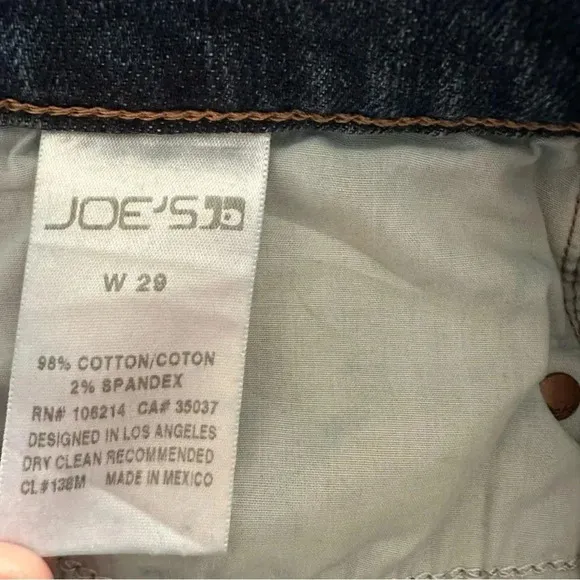 JOE'S
W 29
98% COTTON/COTON
2% SPANDEX
RN# 106214 CA# 35037
DESIGNED IN LOS ANGELES
DRY CLEAN RECOMMENDED
CL#138M MADE IN MEXICO